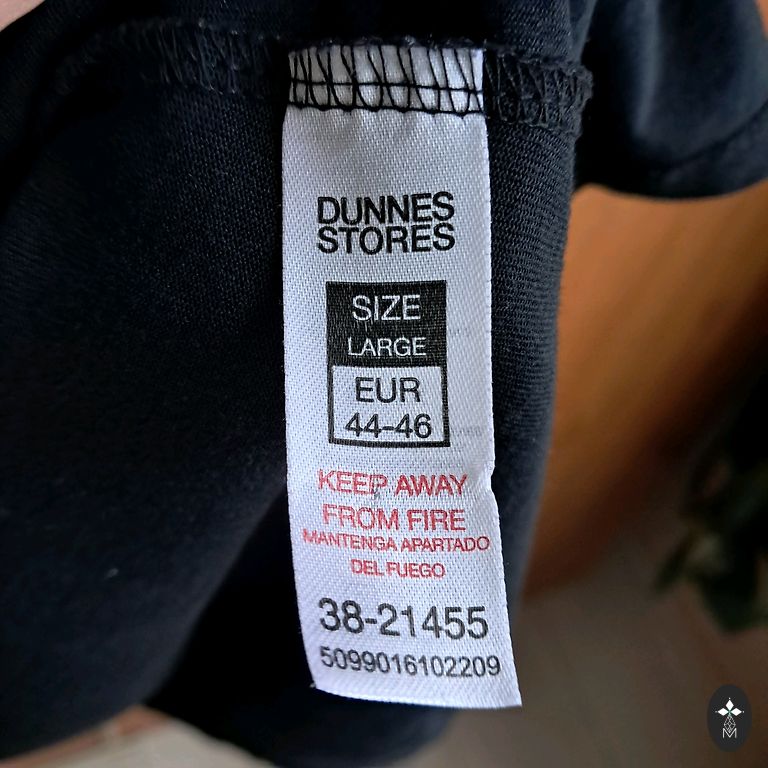 DUNNES
STORES
SIZE
LARGE
EUR
44-46
KEEP AWAY
FROM FIRE
MANTENGA APARTADO
DEL FUEGO
38-21455
5099016102209
M